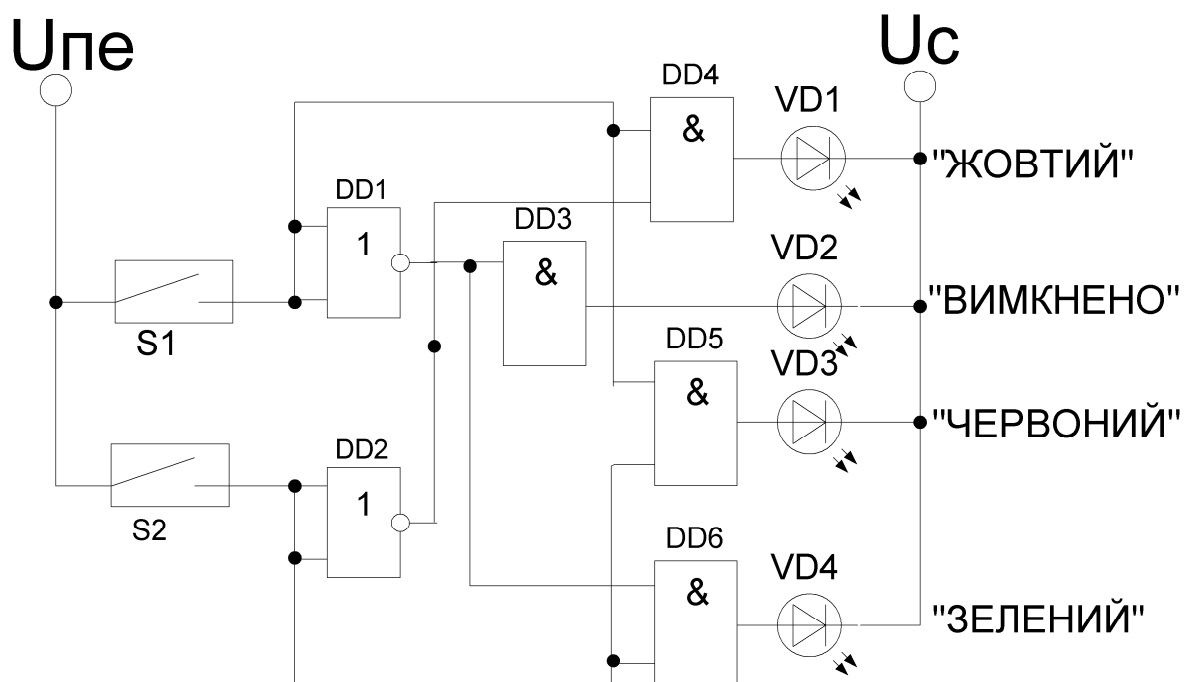 Uпе
Uс
DD4
&
VD1
"ЖОВТИЙ"
DD1
1
DD3
&
VD2
"ВИМКНЕНО"
S1
DD5
&
VD3
"ЧЕРВОНИЙ"
DD2
1
S2
DD6
&
VD4
"ЗЕЛЕНИЙ"